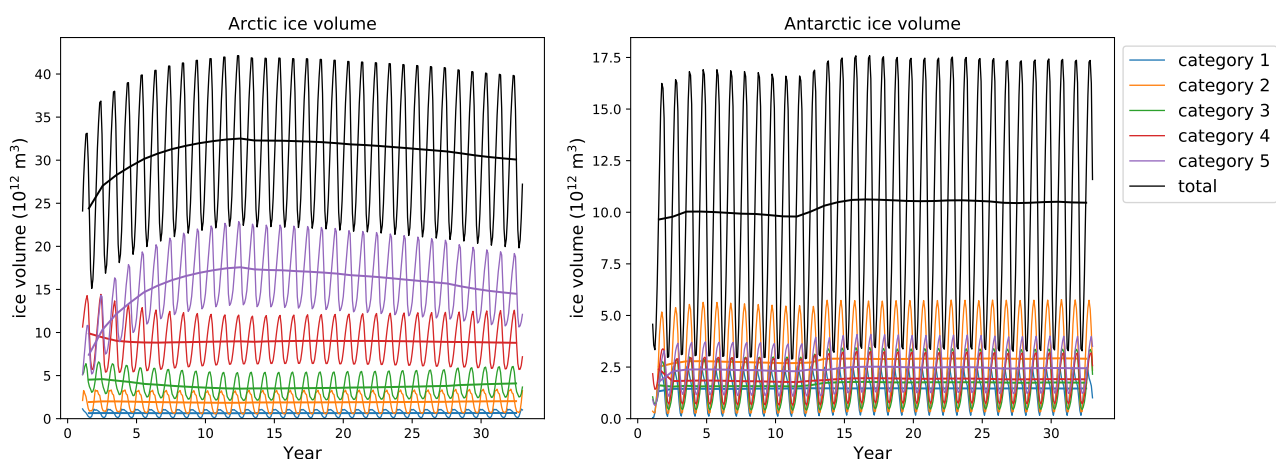 Arctic ice volume
ice volume (10¹² m³)
40
35
30
25
20
15
10
5
0
0 5 10 15 20 25 30
Year
Antarctic ice volume
ice volume (10¹² m³)
17.5
15.0
12.5
10.0
7.5
5.0
2.5
0.0
0 5 10 15 20 25 30
Year
category 1
category 2
category 3
category 4
category 5
total